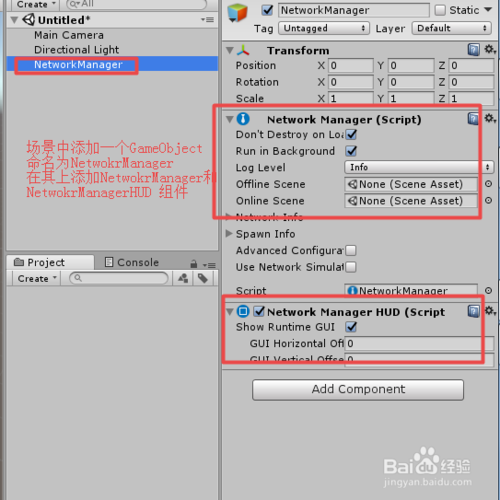 Create
All
Untitled*
Main Camera
Directional Light
NetworkManager
场景中添加一个GameObject
命名为NetwokrManager
在其上添加NetwokrManager和
NetwokrManagerHUD 组件
Project
Console
Create
NetworkManager
Static
Tag Untagged
Layer Default
Transform
Position X 0 Y 0 Z 0
Rotation X 0 Y 0 Z 0
Scale X 1 Y 1 Z 1
Network Manager (Script)
Don't Destroy on Loa
Run in Background
Log Level Info
Offline Scene None (Scene Asset)
Online Scene None (Scene Asset)
Network Info
Spawn Info
Advanced Configura
Use Network Simulat
Script NetworkManager
Network Manager HUD (Script
Show Runtime GUI
GUI Horizontal Off 0
GUI Vertical Offse 0
Add Component
Baidu 经验
jingyan.baidu.com